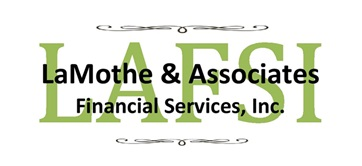 LAFSI
LaMothe & Associates
Financial Services, Inc.